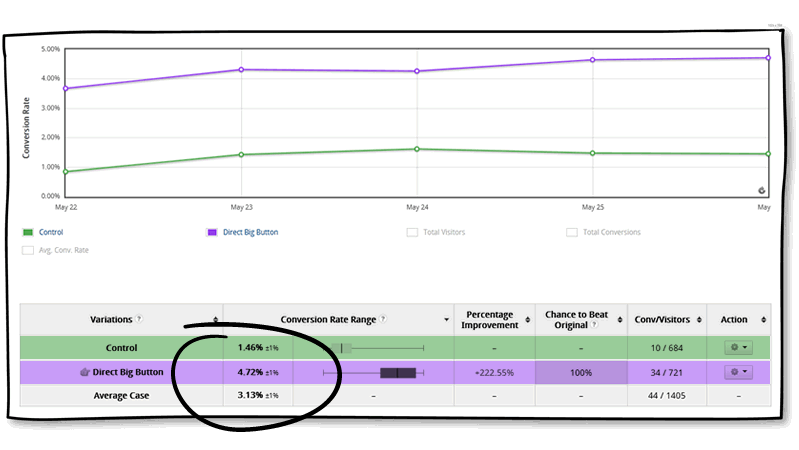 5.00%
4.00%
3.00%
2.00%
1.00%
0.00%
Conversion Rate
May 22 May 23 May 24 May 25 May
Control Direct Big Button Total Visitors Total Conversions
Avg. Conv. Rate
Variations ? Conversion Rate Range ? Percentage Improvement Chance to Beat Original ? Conv/Visitors Action
Control 1.46% ±1% – – 10 / 684
Direct Big Button 4.72% ±1% +222.55% 100% 34 / 721
Average Case 3.13% ±1% – – – 44 / 1405 –